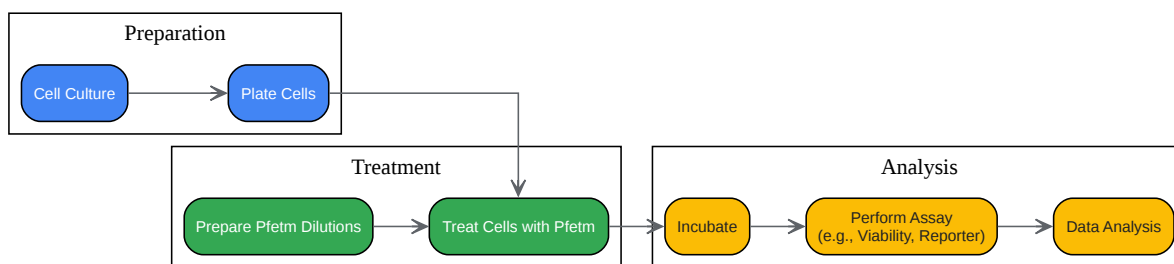 Preparation
Cell Culture
Plate Cells
Treatment
Prepare Pfetm Dilutions
Treat Cells with Pfetm
Analysis
Incubate
Perform Assay
(e.g., Viability, Reporter)
Data Analysis